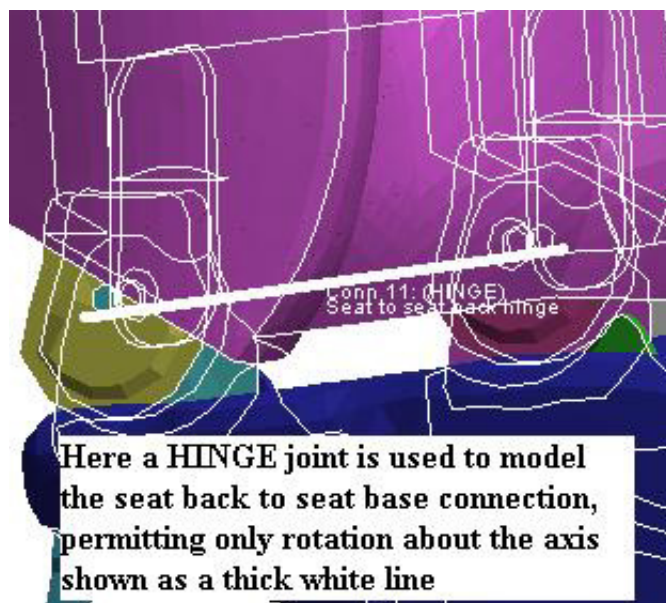 Conn 11: (HINGE)
Seat to seat back hinge
Here a HINGE joint is used to model
the seat back to seat base connection,
permitting only rotation about the axis
shown as a thick white line